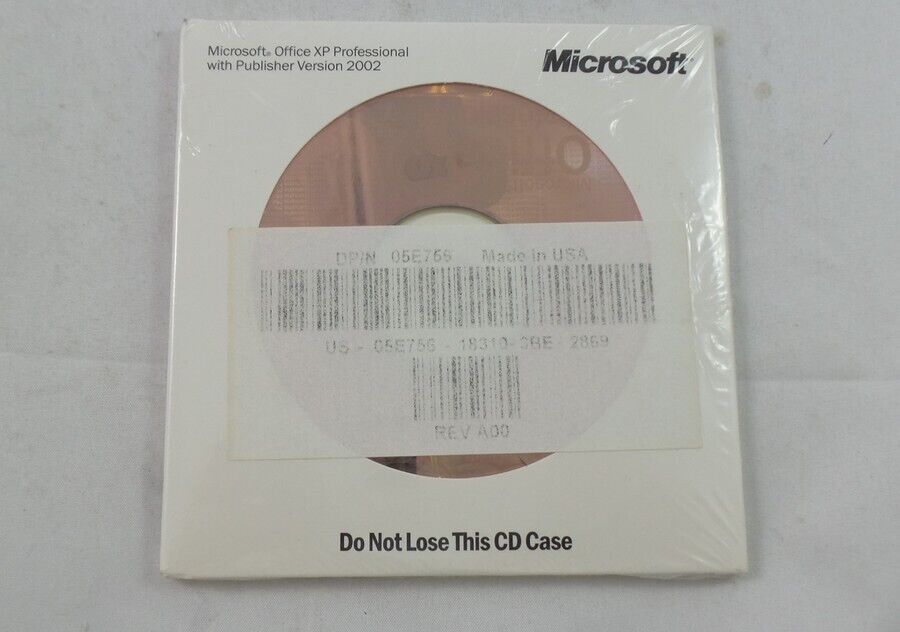 Microsoft® Office XP Professional
with Publisher Version 2002
Microsoft®
DP/N 05E756 Made in USA
REV A00
Do Not Lose This CD Case